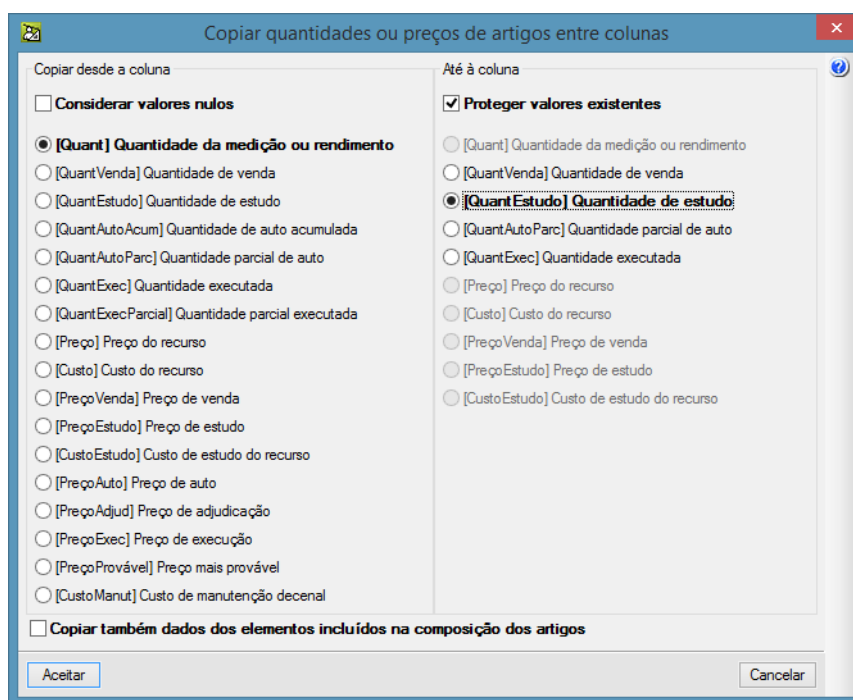 Copiar quantidades ou preços de artigos entre colunas
Copiar desde a coluna
Considerar valores nulos
[Quant] Quantidade da medição ou rendimento
[QuantVenda] Quantidade de venda
[QuantEstudo] Quantidade de estudo
[QuantAutoAcum] Quantidade de auto acumulada
[QuantAutoParc] Quantidade parcial de auto
[QuantExec] Quantidade executada
[QuantExecParcial] Quantidade parcial executada
[Preço] Preço do recurso
[Custo] Custo do recurso
[PreçoVenda] Preço de venda
[PreçoEstudo] Preço de estudo
[CustoEstudo] Custo de estudo do recurso
[PreçoAuto] Preço de auto
[PreçoAdjud] Preço de adjudicação
[PreçoExec] Preço de execução
[PreçoProvável] Preço mais provável
[CustoManut] Custo de manutenção decenal
Até à coluna
Proteger valores existentes
[Quant] Quantidade da medição ou rendimento
[QuantVenda] Quantidade de venda
[QuantEstudo] Quantidade de estudo
[QuantAutoParc] Quantidade parcial de auto
[QuantExec] Quantidade executada
[Preço] Preço do recurso
[Custo] Custo do recurso
[PreçoVenda] Preço de venda
[PreçoEstudo] Preço de estudo
[CustoEstudo] Custo de estudo do recurso
Copiar também dados dos elementos incluídos na composição dos artigos
Aceitar
Cancelar